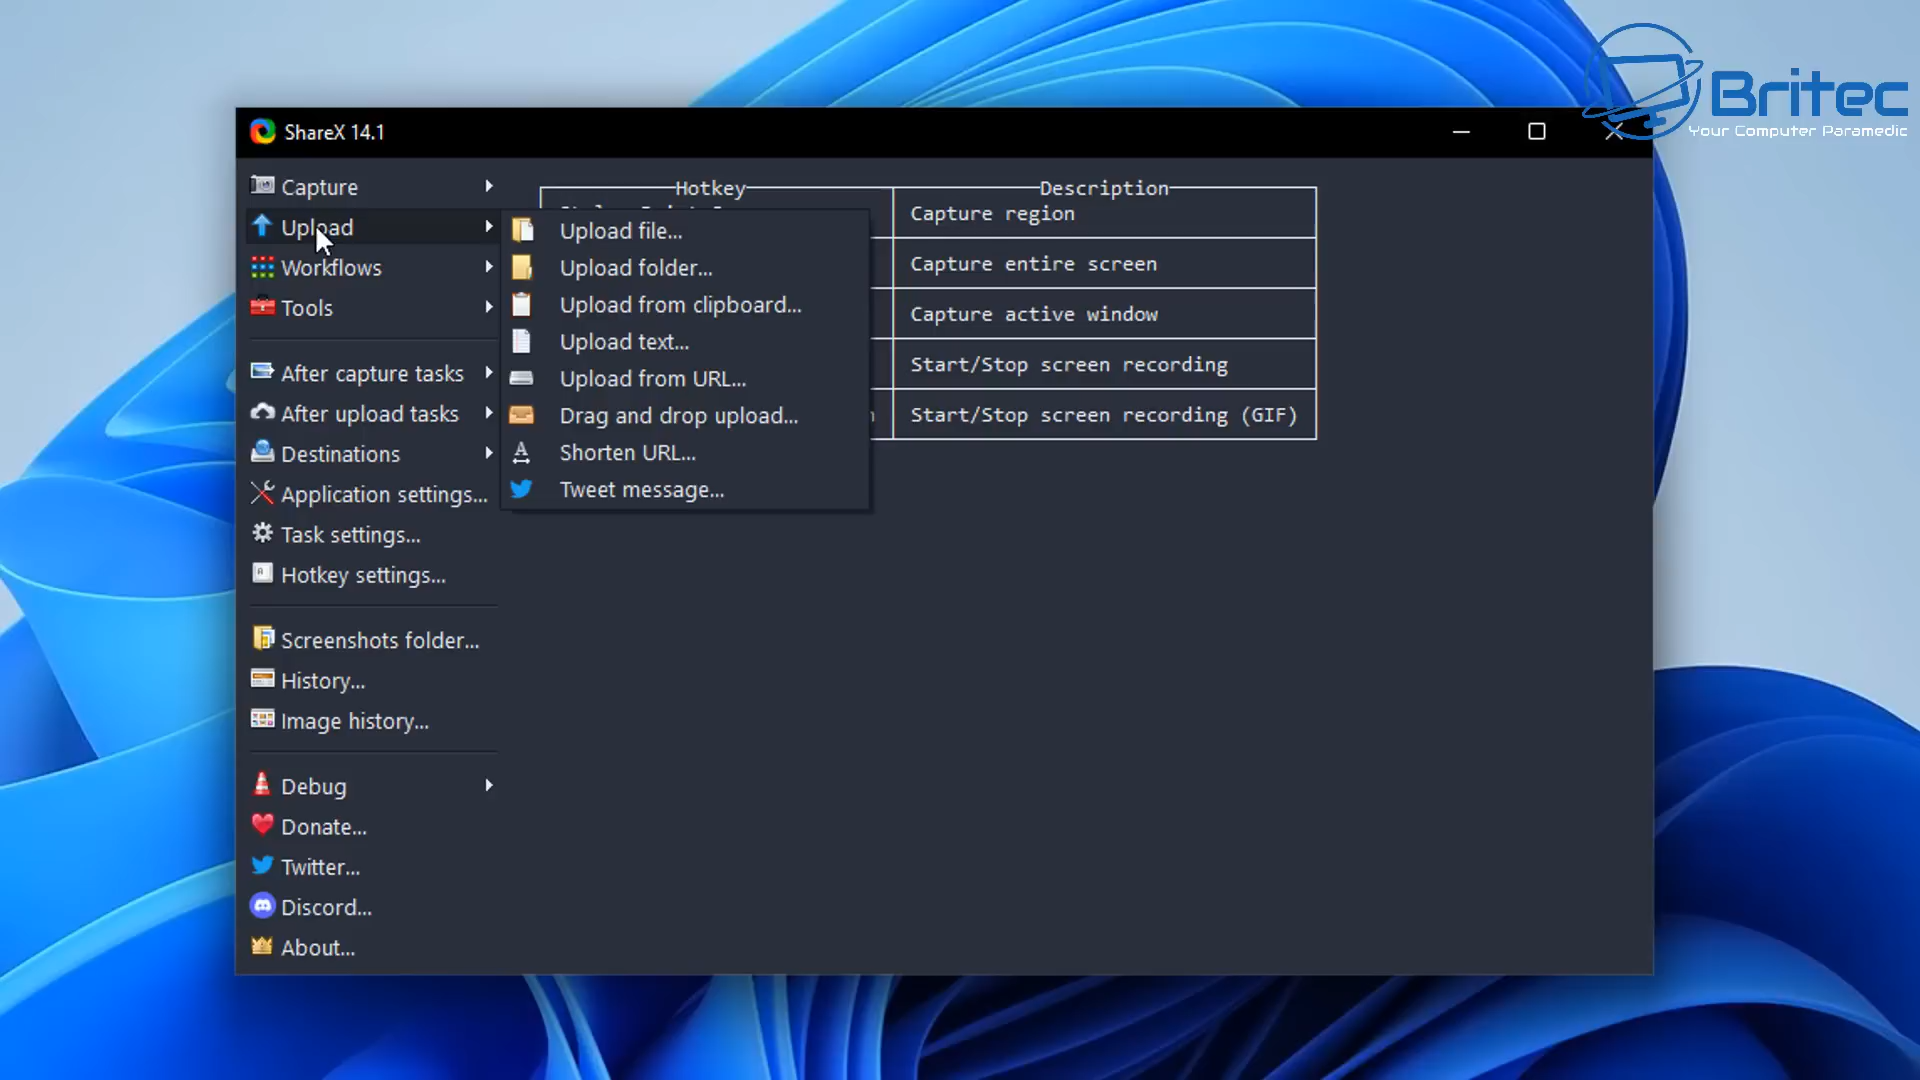 Britec
Your Computer Paramedic
ShareX 14.1
Capture
Upload
Workflows
Tools
After capture tasks
After upload tasks
Destinations
Application settings...
Task settings...
Hotkey settings...
Screenshots folder...
History...
Image history...
Debug
Donate...
Twitter...
Discord...
About...
Upload file...
Upload folder...
Upload from clipboard...
Upload text...
Upload from URL...
Drag and drop upload...
Shorten URL...
Tweet message...
Hotkey
Description
Capture region
Capture entire screen
Capture active window
Start/Stop screen recording
Start/Stop screen recording (GIF)